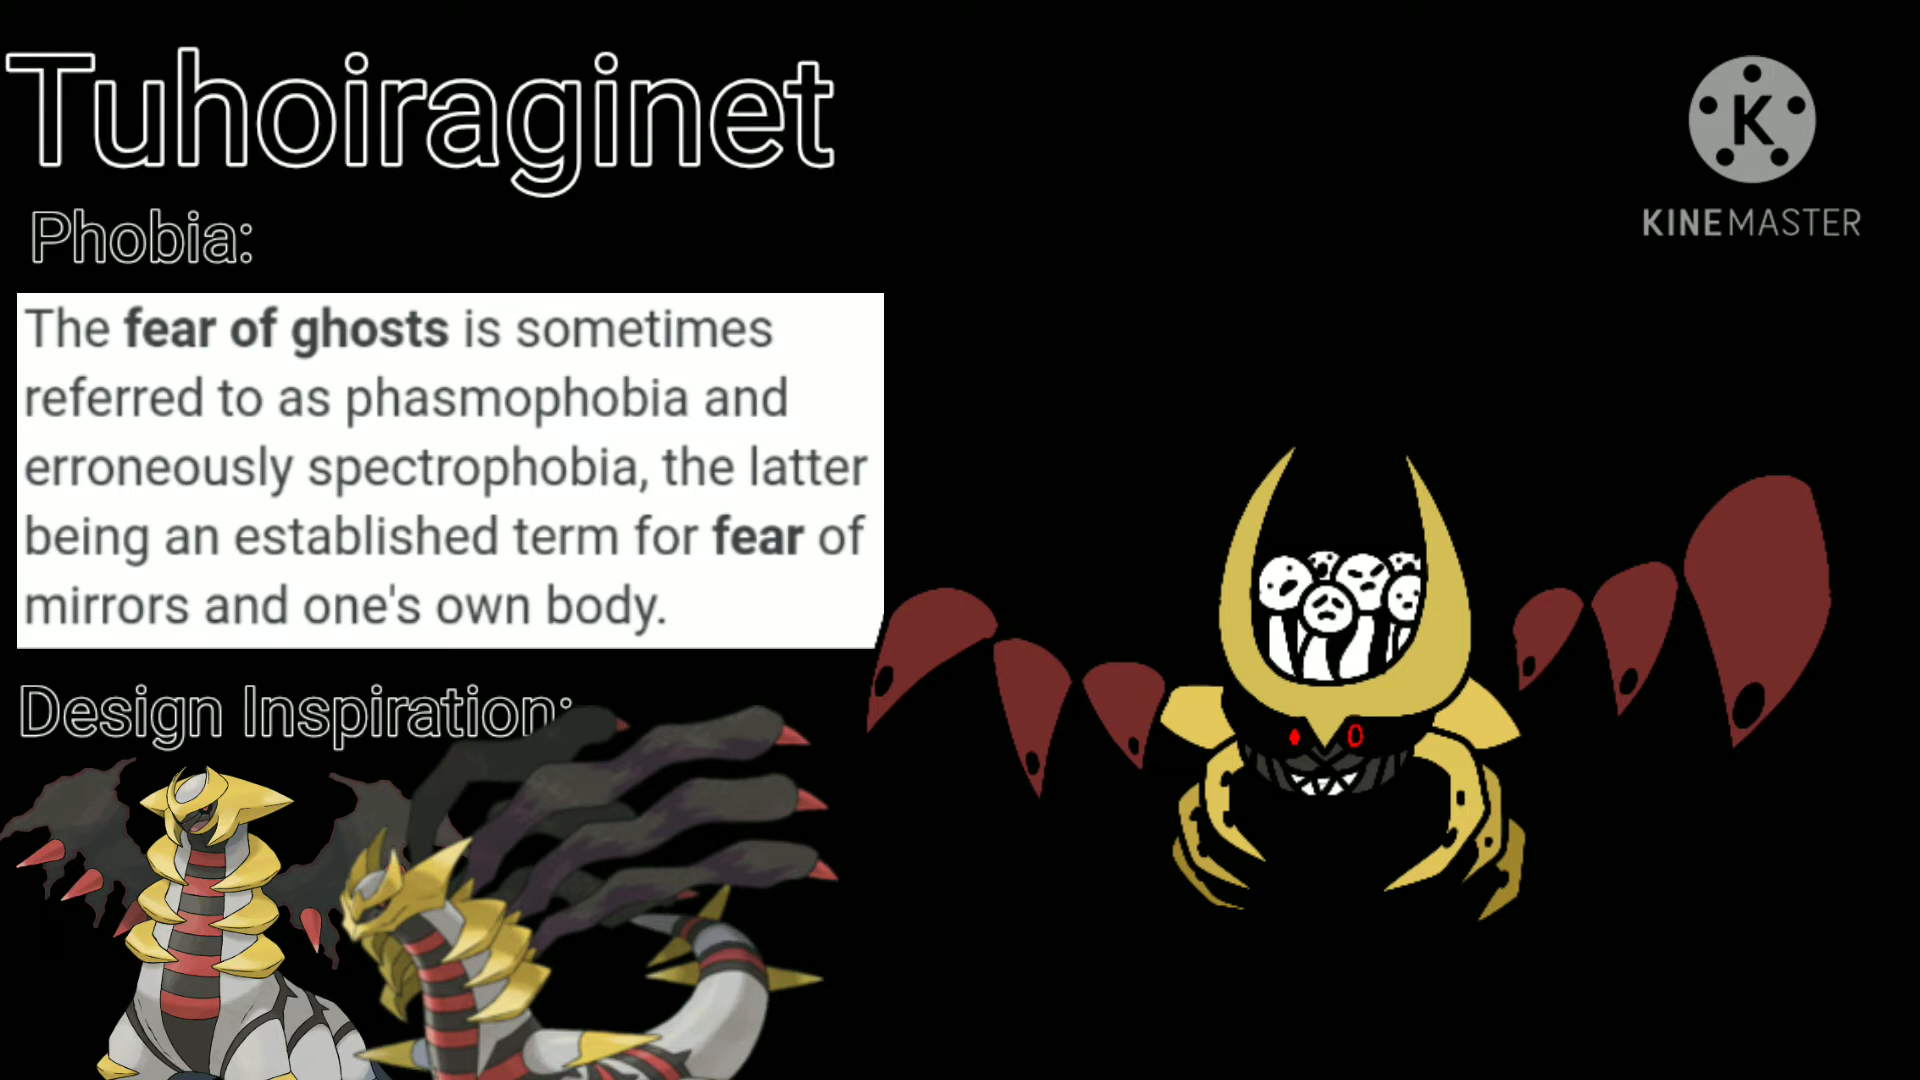 Tuhoiraginet
K
KINEMASTER
Phobia:
The fear of ghosts is sometimes
referred to as phasmophobia and
erroneously spectrophobia, the latter
being an established term for fear of
mirrors and one's own body.
Design Inspiration: